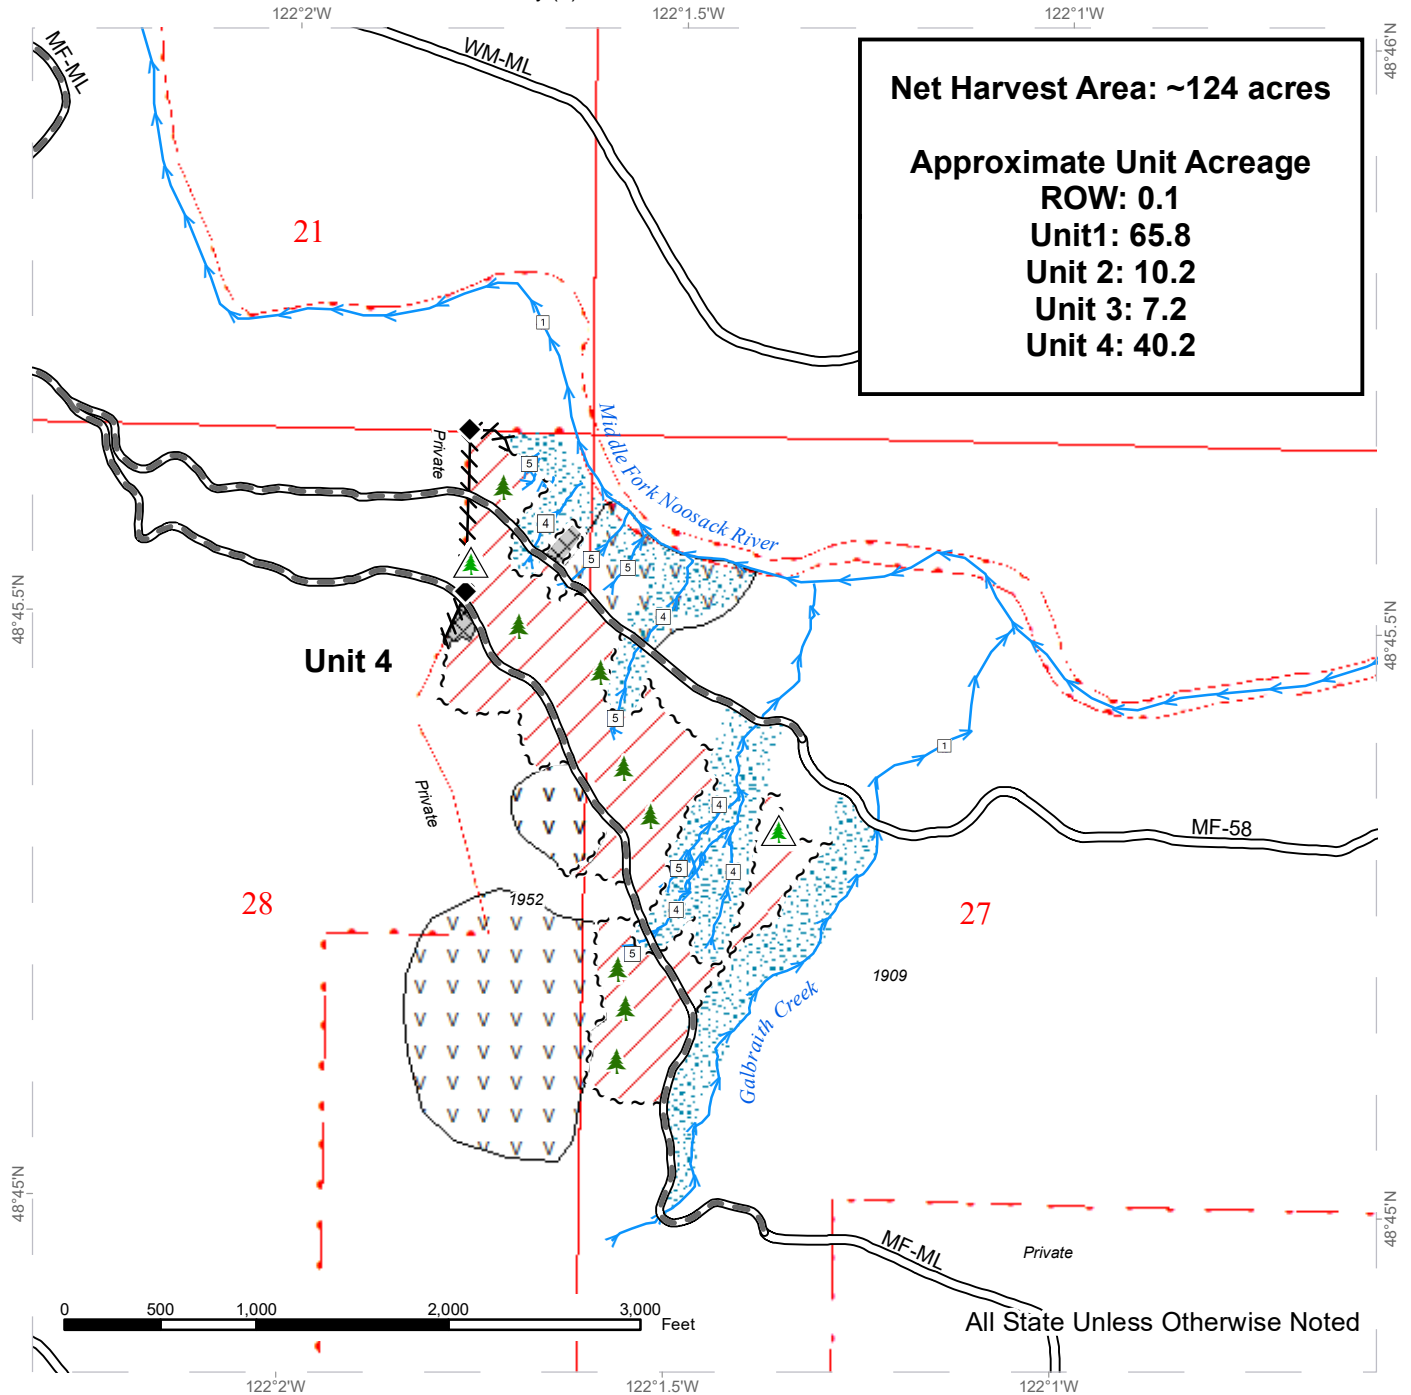 122°2'W
122°1.5'W
122°1'W
48°46'N
MF-ML
WM-ML
Net Harvest Area: ~124 acres
Approximate Unit Acreage
ROW: 0.1
Unit1: 65.8
Unit 2: 10.2
Unit 3: 7.2
Unit 4: 40.2
21
1
Middle Fork Noosack River
Private
5
4
5
5
4
48°45.5'N
48°45.5'N
Unit 4
5
1
Private
4
MF-58
5
4
28
1952
4
27
5
1909
Galbraith Creek
48°45'N
48°45'N
MF-ML
Private
0
500
1,000
2,000
3,000
Feet
All State Unless Otherwise Noted
122°2'W
122°1.5'W
122°1'W